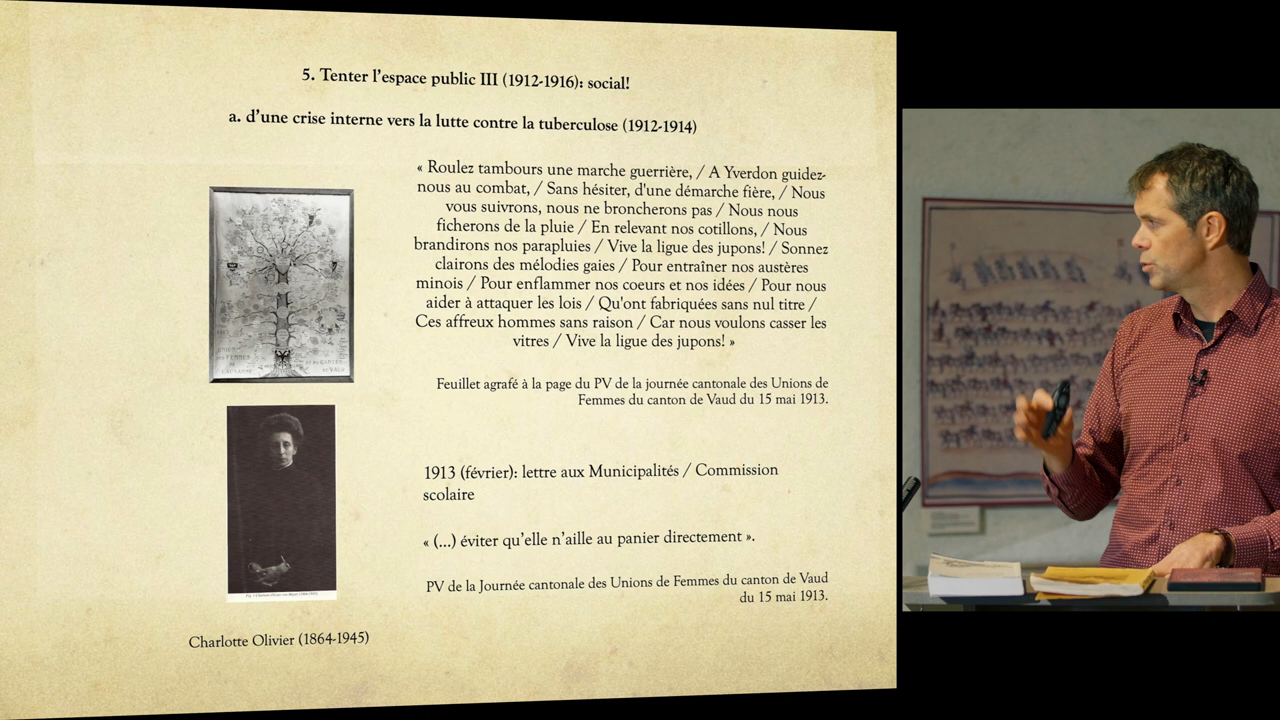 5. Tenter l'espace public III (1912-1916): social!
a. d'une crise interne vers la lutte contre la tuberculose (1912-1914)
« Roulez tambours une marche guerrière, / A Yverdon guidez-
nous au combat, / Sans hésiter, d'une démarche fière, / Nous
vous suivrons, nous ne broncherons pas / Nous nous
ficherons de la pluie / En relevant nos cotillons, / Nous
brandirons nos parapluies / Vive la ligue des jupons! / Sonnez
clairons des mélodies gaies / Pour entraîner nos austères
minois / Pour enflammer nos coeurs et nos idées / Pour nous
aider à attaquer les lois / Qu'ont fabriquées sans nul titre /
Ces affreux hommes sans raison / Car nous voulons casser les
vitres / Vive la ligue des jupons! »
Feuillet agrafé à la page du PV de la journée cantonale des Unions de
Femmes du canton de Vaud du 15 mai 1913.
1913 (février): lettre aux Municipalités / Commission
scolaire
« (...) éviter qu'elle n'aille au panier directement ».
PV de la Journée cantonale des Unions de Femmes du canton de Vaud
du 15 mai 1913.
Charlotte Olivier (1864-1945)